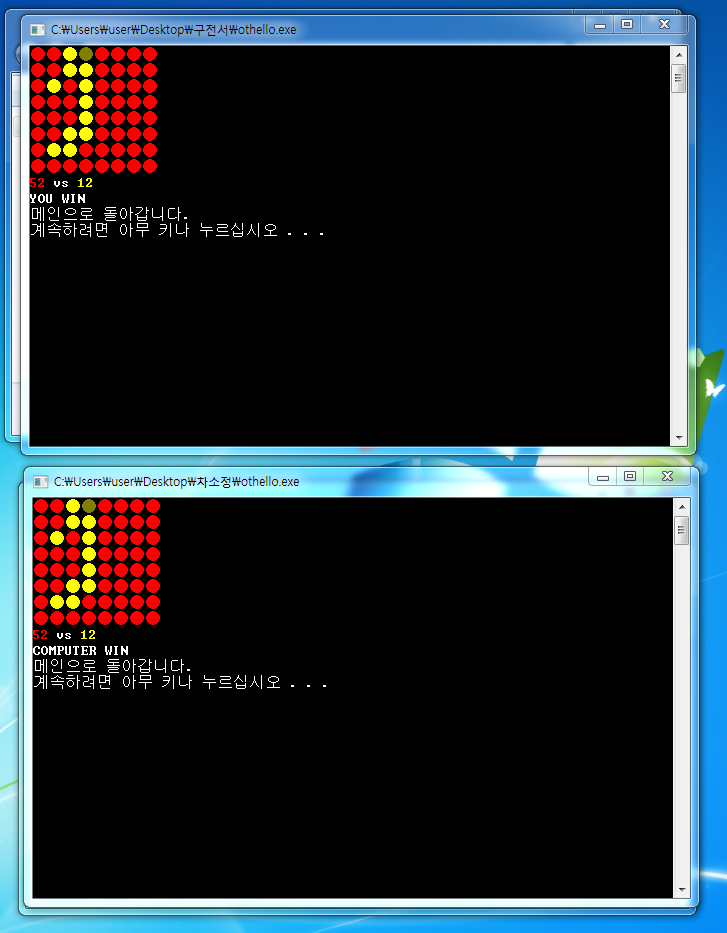 C:₩Users₩user₩Desktop₩구전서₩othello.exe
52 vs 12
YOU WIN
메인으로 돌아갑니다.
계속하려면 아무 키나 누르십시오 . . .
C:₩Users₩user₩Desktop₩차소정₩othello.exe
52 vs 12
COMPUTER WIN
메인으로 돌아갑니다.
계속하려면 아무 키나 누르십시오 . . .